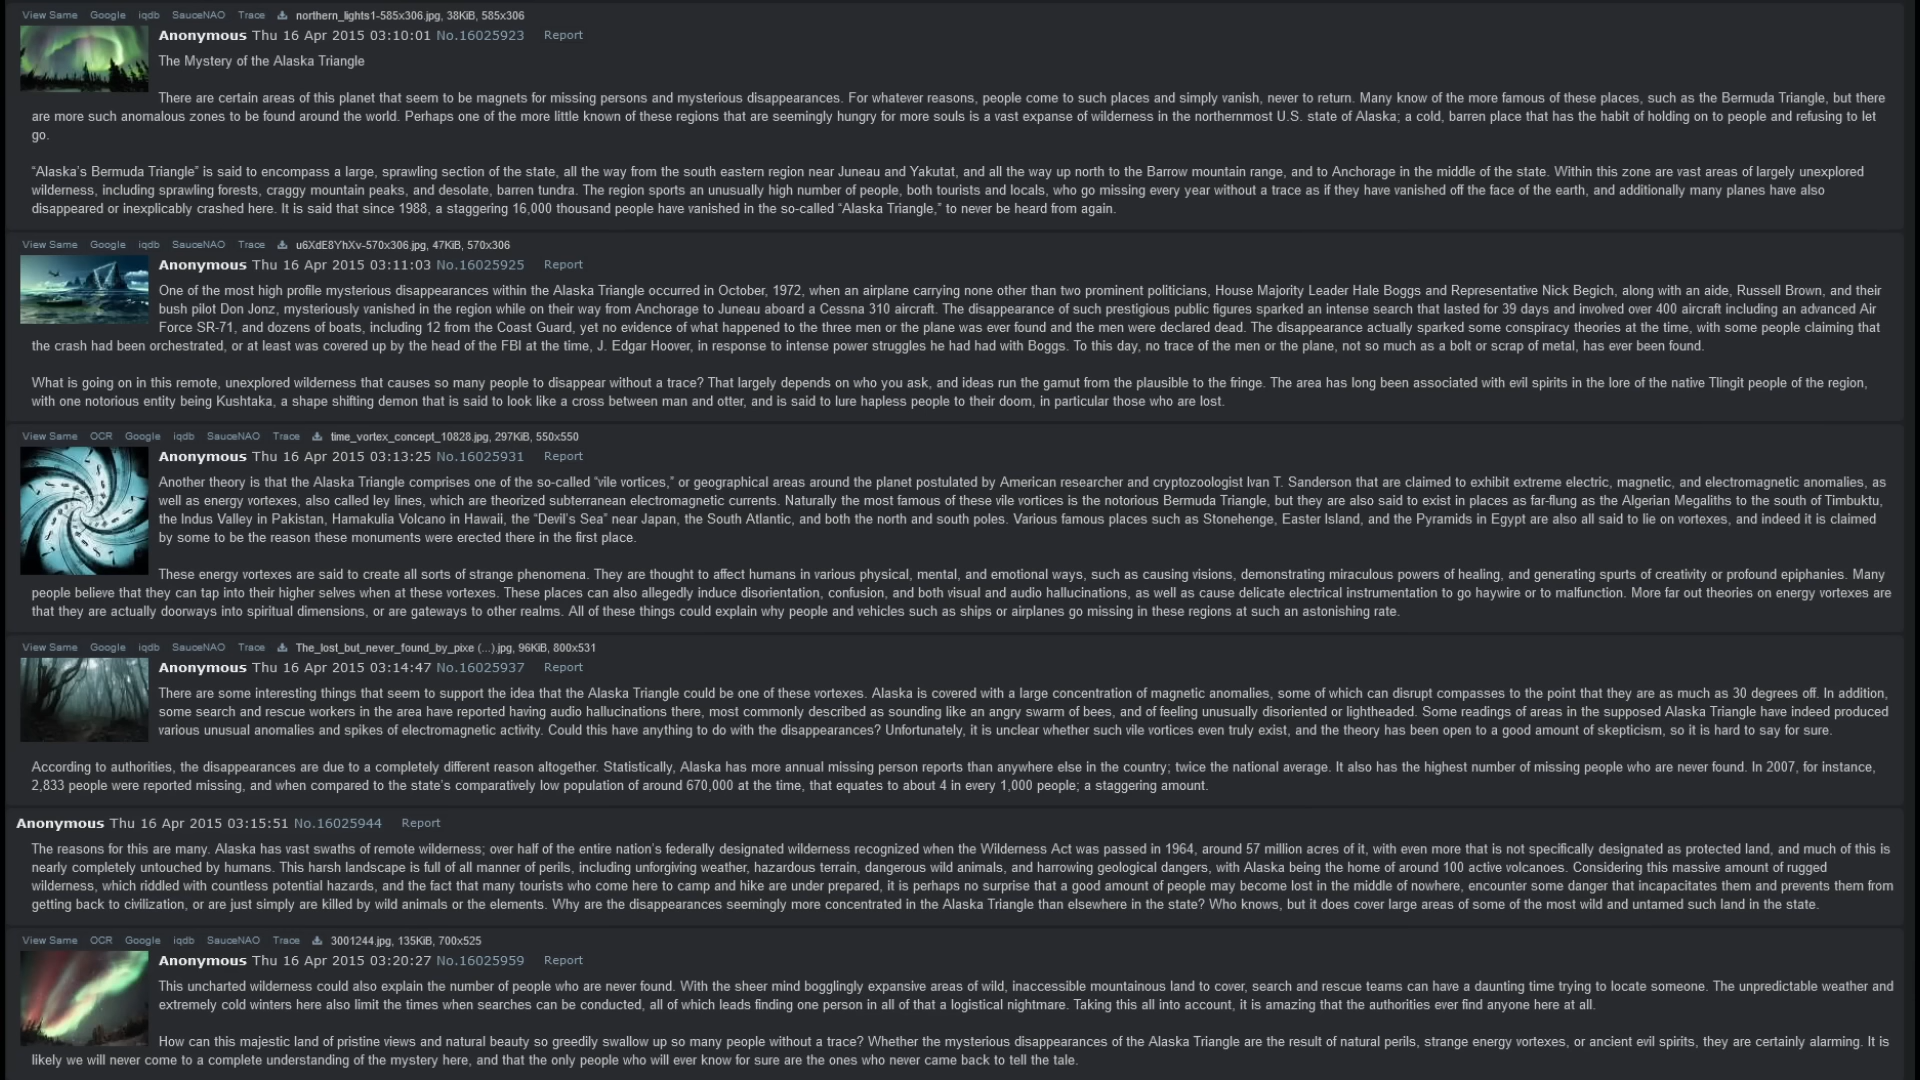 View Same Google iqdb SauceNAO Trace northern_lights1-585x306.jpg, 38KiB, 585x306
Anonymous Thu 16 Apr 2015 03:10:01 No.16025923 Report
The Mystery of the Alaska Triangle
There are certain areas of this planet that seem to be magnets for missing persons and mysterious disappearances. For whatever reasons, people come to such places and simply vanish, never to return. Many know of the more famous of these places, such as the Bermuda Triangle, but there
are more such anomalous zones to be found around the world. Perhaps one of the more little known of these regions that are seemingly hungry for more souls is a vast expanse of wilderness in the northernmost U.S. state of Alaska; a cold, barren place that has the habit of holding on to people and refusing to let
go.
“Alaska’s Bermuda Triangle” is said to encompass a large, sprawling section of the state, all the way from the south eastern region near Juneau and Yakutat, and all the way up north to the Barrow mountain range, and to Anchorage in the middle of the state. Within this zone are vast areas of largely unexplored
wilderness, including sprawling forests, craggy mountain peaks, and desolate, barren tundra. The region sports an unusually high number of people, both tourists and locals, who go missing every year without a trace as if they have vanished off the face of the earth, and additionally many planes have also
disappeared or inexplicably crashed here. It is said that since 1988, a staggering 16,000 thousand people have vanished in the so-called “Alaska Triangle,” to never be heard from again.
View Same Google iqdb SauceNAO Trace u6XdE8YhXv-570x306.jpg, 47KiB, 570x306
Anonymous Thu 16 Apr 2015 03:11:03 No.16025925 Report
One of the most high profile mysterious disappearances within the Alaska Triangle occurred in October, 1972, when an airplane carrying none other than two prominent politicians, House Majority Leader Hale Boggs and Representative Nick Begich, along with an aide, Russell Brown, and their
bush pilot Don Jonz, mysteriously vanished in the region while on their way from Anchorage to Juneau aboard a Cessna 310 aircraft. The disappearance of such prestigious public figures sparked an intense search that lasted for 39 days and involved over 400 aircraft including an advanced Air
Force SR-71, and dozens of boats, including 12 from the Coast Guard, yet no evidence of what happened to the three men or the plane was ever found and the men were declared dead. The disappearance actually sparked some conspiracy theories at the time, with some people claiming that
the crash had been orchestrated, or at least was covered up by the head of the FBI at the time, J. Edgar Hoover, in response to intense power struggles he had had with Boggs. To this day, no trace of the men or the plane, not so much as a bolt or scrap of metal, has ever been found.
What is going on in this remote, unexplored wilderness that causes so many people to disappear without a trace? That largely depends on who you ask, and ideas run the gamut from the plausible to the fringe. The area has long been associated with evil spirits in the lore of the native Tlingit people of the region,
with one notorious entity being Kushtaka, a shape shifting demon that is said to look like a cross between man and otter, and is said to lure hapless people to their doom, in particular those who are lost.
View Same OCR Google iqdb SauceNAO Trace time_vortex_concept_10828.jpg, 297KiB, 550x550
Anonymous Thu 16 Apr 2015 03:13:25 No.16025931 Report
Another theory is that the Alaska Triangle comprises one of the so-called “vile vortices,” or geographical areas around the planet postulated by American researcher and cryptozoologist Ivan T. Sanderson that are claimed to exhibit extreme electric, magnetic, and electromagnetic anomalies, as
well as energy vortexes, also called ley lines, which are theorized subterranean electromagnetic currents. Naturally the most famous of these vile vortices is the notorious Bermuda Triangle, but they are also said to exist in places as far-flung as the Algerian Megaliths to the south of Timbuktu,
the Indus Valley in Pakistan, Hamakulia Volcano in Hawaii, the “Devil’s Sea” near Japan, the South Atlantic, and both the north and south poles. Various famous places such as Stonehenge, Easter Island, and the Pyramids in Egypt are also all said to lie on vortexes, and indeed it is claimed
by some to be the reason these monuments were erected there in the first place.
These energy vortexes are said to create all sorts of strange phenomena. They are thought to affect humans in various physical, mental, and emotional ways, such as causing visions, demonstrating miraculous powers of healing, and generating spurts of creativity or profound epiphanies. Many
people believe that they can tap into their higher selves when at these vortexes. These places can also allegedly induce disorientation, confusion, and both visual and audio hallucinations, as well as cause delicate electrical instrumentation to go haywire or to malfunction. More far out theories on energy vortexes are
that they are actually doorways into spiritual dimensions, or are gateways to other realms. All of these things could explain why people and vehicles such as ships or airplanes go missing in these regions at such an astonishing rate.
View Same Google iqdb SauceNAO Trace The_lost_but_never_found_by_pixe (...).jpg, 96KiB, 800x531
Anonymous Thu 16 Apr 2015 03:14:47 No.16025937 Report
There are some interesting things that seem to support the idea that the Alaska Triangle could be one of these vortexes. Alaska is covered with a large concentration of magnetic anomalies, some of which can disrupt compasses to the point that they are as much as 30 degrees off. In addition,
some search and rescue workers in the area have reported having audio hallucinations there, most commonly described as sounding like an angry swarm of bees, and of feeling unusually disoriented or lightheaded. Some readings of areas in the supposed Alaska Triangle have indeed produced
various unusual anomalies and spikes of electromagnetic activity. Could this have anything to do with the disappearances? Unfortunately, it is unclear whether such vile vortices even truly exist, and the theory has been open to a good amount of skepticism, so it is hard to say for sure.
According to authorities, the disappearances are due to a completely different reason altogether. Statistically, Alaska has more annual missing person reports than anywhere else in the country; twice the national average. It also has the highest number of missing people who are never found. In 2007, for instance,
2,833 people were reported missing, and when compared to the state’s comparatively low population of around 670,000 at the time, that equates to about 4 in every 1,000 people; a staggering amount.
Anonymous Thu 16 Apr 2015 03:15:51 No.16025944 Report
The reasons for this are many. Alaska has vast swaths of remote wilderness; over half of the entire nation’s federally designated wilderness recognized when the Wilderness Act was passed in 1964, around 57 million acres of it, with even more that is not specifically designated as protected land, and much of this is
nearly completely untouched by humans. This harsh landscape is full of all manner of perils, including unforgiving weather, hazardous terrain, dangerous wild animals, and harrowing geological dangers, with Alaska being the home of around 100 active volcanoes. Considering this massive amount of rugged
wilderness, which riddled with countless potential hazards, and the fact that many tourists who come here to camp and hike are under prepared, it is perhaps no surprise that a good amount of people may become lost in the middle of nowhere, encounter some danger that incapacitates them and prevents them from
getting back to civilization, or are just simply are killed by wild animals or the elements. Why are the disappearances seemingly more concentrated in the Alaska Triangle than elsewhere in the state? Who knows, but it does cover large areas of some of the most wild and untamed such land in the state.
View Same OCR Google iqdb SauceNAO Trace 3001244.jpg, 135KiB, 700x525
Anonymous Thu 16 Apr 2015 03:20:27 No.16025959 Report
This uncharted wilderness could also explain the number of people who are never found. With the sheer mind bogglingly expansive areas of wild, inaccessible mountainous land to cover, search and rescue teams can have a daunting time trying to locate someone. The unpredictable weather and
extremely cold winters here also limit the times when searches can be conducted, all of which leads finding one person in all of that a logistical nightmare. Taking this all into account, it is amazing that the authorities ever find anyone here at all.
How can this majestic land of pristine views and natural beauty so greedily swallow up so many people without a trace? Whether the mysterious disappearances of the Alaska Triangle are the result of natural perils, strange energy vortexes, or ancient evil spirits, they are certainly alarming. It is
likely we will never come to a complete understanding of the mystery here, and that the only people who will ever know for sure are the ones who never came back to tell the tale.